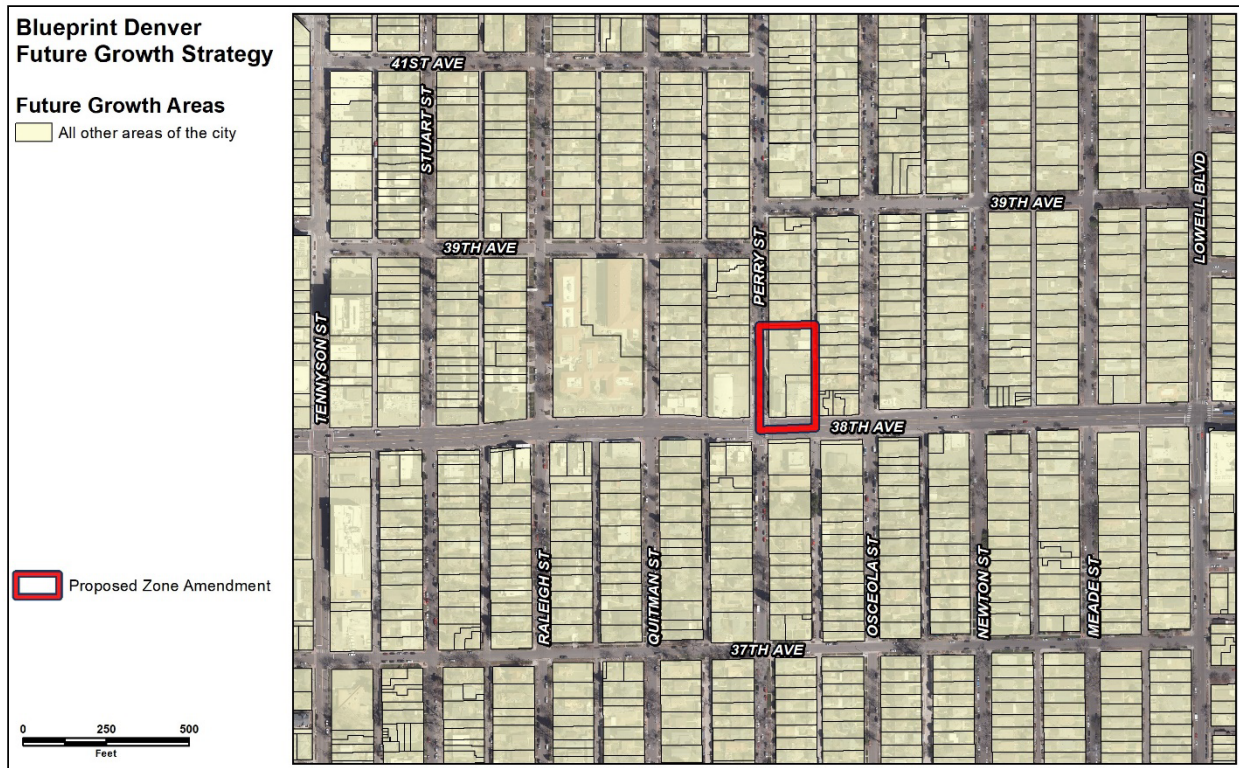 Blueprint Denver
Future Growth Strategy
Future Growth Areas
All other areas of the city
Proposed Zone Amendment
0 250 500
Feet
41ST AVE
STUART ST
39TH AVE
39TH AVE
LOWELL BLVD
PERRY ST
TENNYSON ST
38TH AVE
RALEIGH ST
QUITMAN ST
OSCEOLA ST
NEWTON ST
MEADE ST
37TH AVE